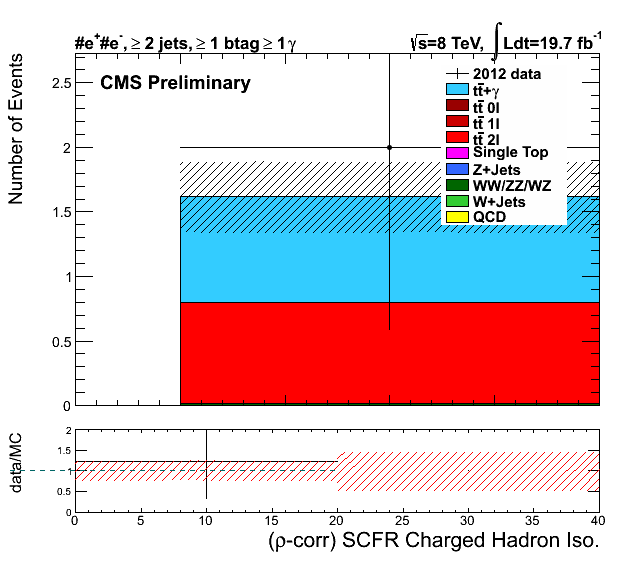 #e⁺#e⁻, ≥ 2 jets, ≥ 1 btag ≥ 1 γ
√s=8 TeV, ∫ Ldt=19.7 fb⁻¹
CMS Preliminary
2012 data
tt̄+γ
tt̄ 0l
tt̄ 1l
tt̄ 2l
Single Top
Z+Jets
WW/ZZ/WZ
W+Jets
QCD
Number of Events
2.5
2
1.5
1
0.5
0
data/MC
2
1.5
1
0.5
0
0 5 10 15 20 25 30 35 40
(ρ-corr) SCFR Charged Hadron Iso.